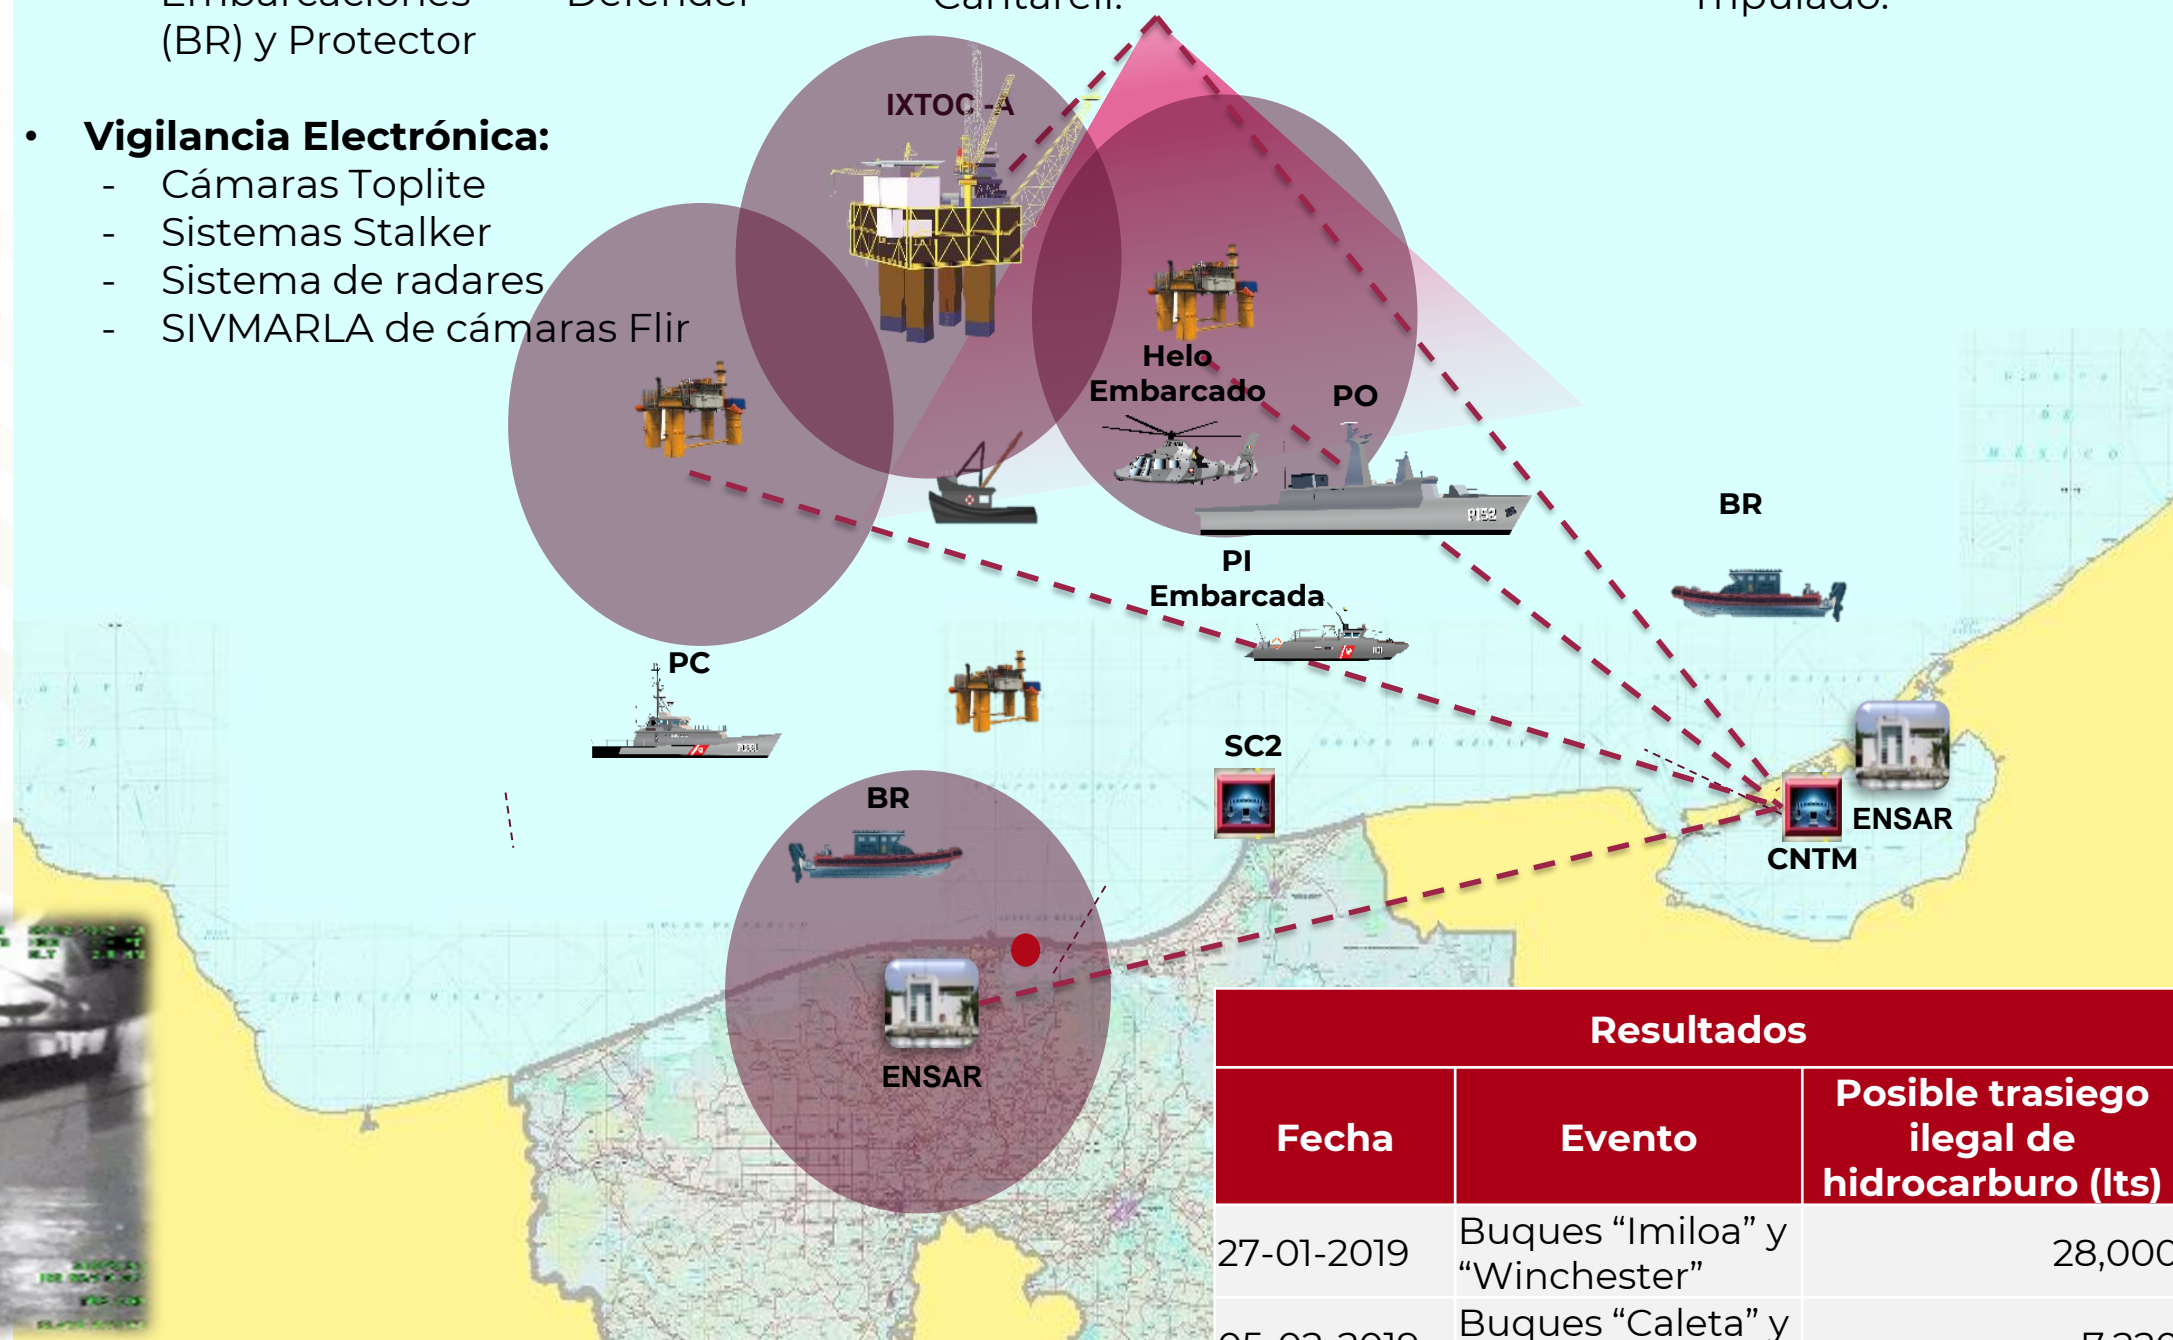 (BR) y Protector
• Vigilancia Electrónica:
- Cámaras Toplite
- Sistemas Stalker
- Sistema de radares
- SIVMARLA de cámaras Flir
IXTOC -A
Helo
Embarcado
PO
BR
PI
Embarcada
PC
SC2
BR
ENSAR
CNTM
ENSAR
Resultados
Fecha
Evento
Posible trasiego
ilegal de
hidrocarburo (lts)
27-01-2019
Buques “Imiloa” y
“Winchester”
28,000
Buques “Caleta” y